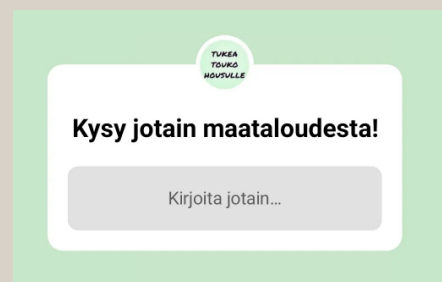 TUKEA
TOUKO
HOUSULLE
Kysy jotain maataloudesta!
Kirjoita jotain...